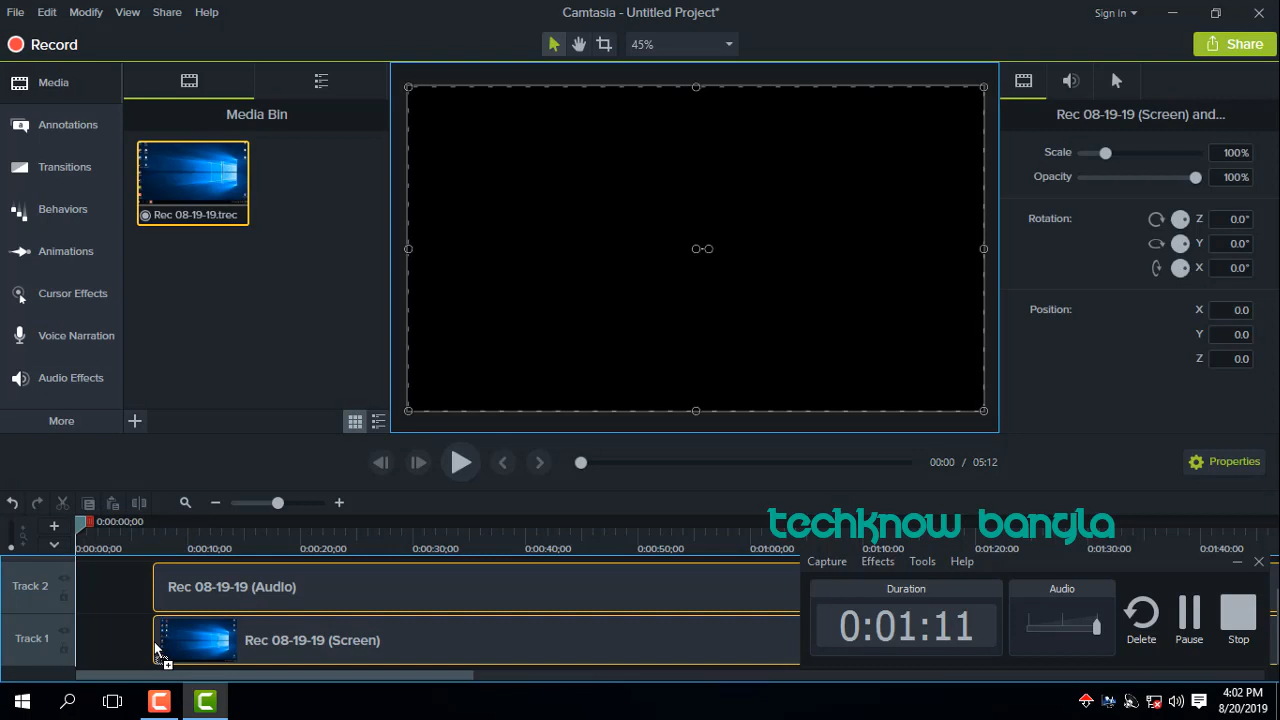 File Edit Modify View Share Help
Camtasia - Untitled Project*
Sign In
Record
45%
Share
Media
Annotations
Transitions
Behaviors
Animations
Cursor Effects
Voice Narration
Audio Effects
More
Media Bin
Rec 08-19-19.trec
Rec 08-19-19 (Screen) and...
Scale 100%
Opacity 100%
Rotation: Z 0.0°
Y 0.0°
X 0.0°
Position: X 0.0
Y 0.0
Z 0.0
00:00 / 05:12
Properties
0:00:00;00
techknow bangla
0:00:00;00 0:00:10;00 0:00:20;00 0:00:30;00 0:00:40;00 0:00:50;00 0:01:00;00 0:01:10;00 0:01:20;00 0:01:30;00 0:01:40;00
Capture Effects Tools Help
Track 2
Rec 08-19-19 (Audio)
Track 1
Rec 08-19-19 (Screen)
Duration
0:01:11
Audio
Delete
Pause
Stop
4:02 PM
8/20/2019